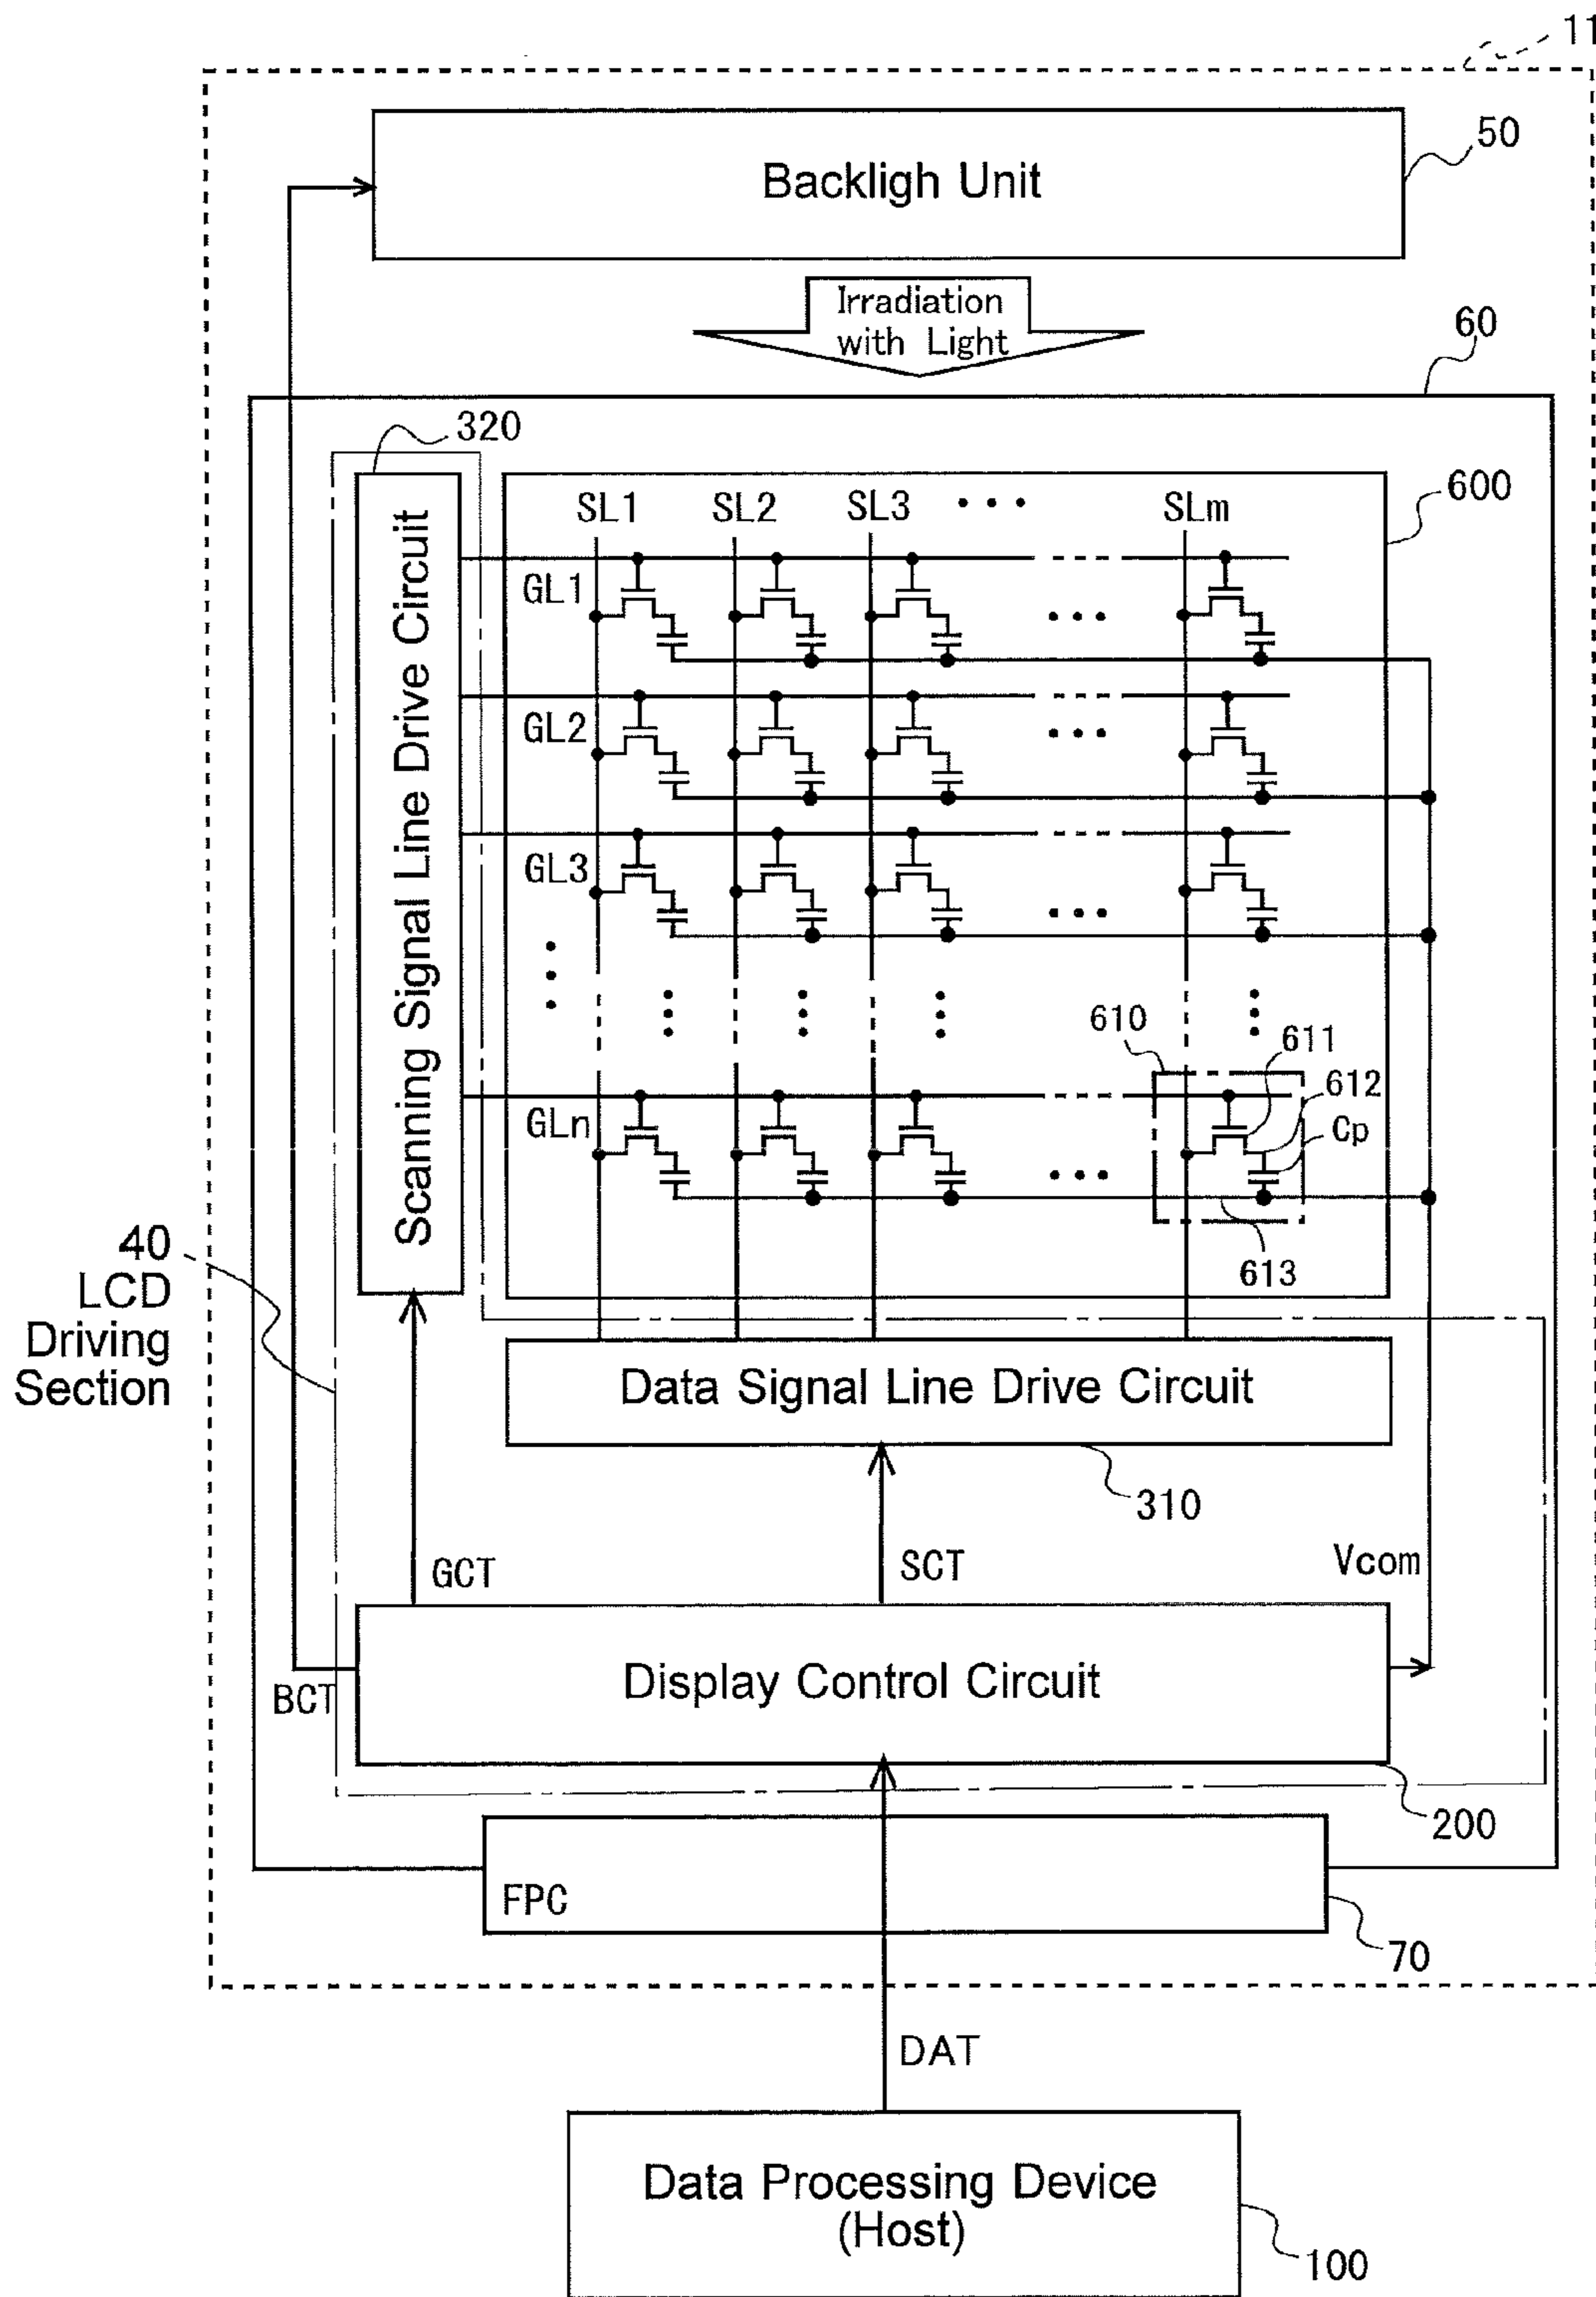 11
Backligh Unit
50
Irradiation
with Light
60
320
600
SL1 SL2 SL3 • • • SLm
Scanning Signal Line Drive Circuit
GL1
GL2
GL3
610
611
612
GLn
Cp
613
40
LCD
Driving
Section
Data Signal Line Drive Circuit
310
GCT
SCT
Vcom
Display Control Circuit
BCT
200
FPC
70
DAT
Data Processing Device
(Host)
100